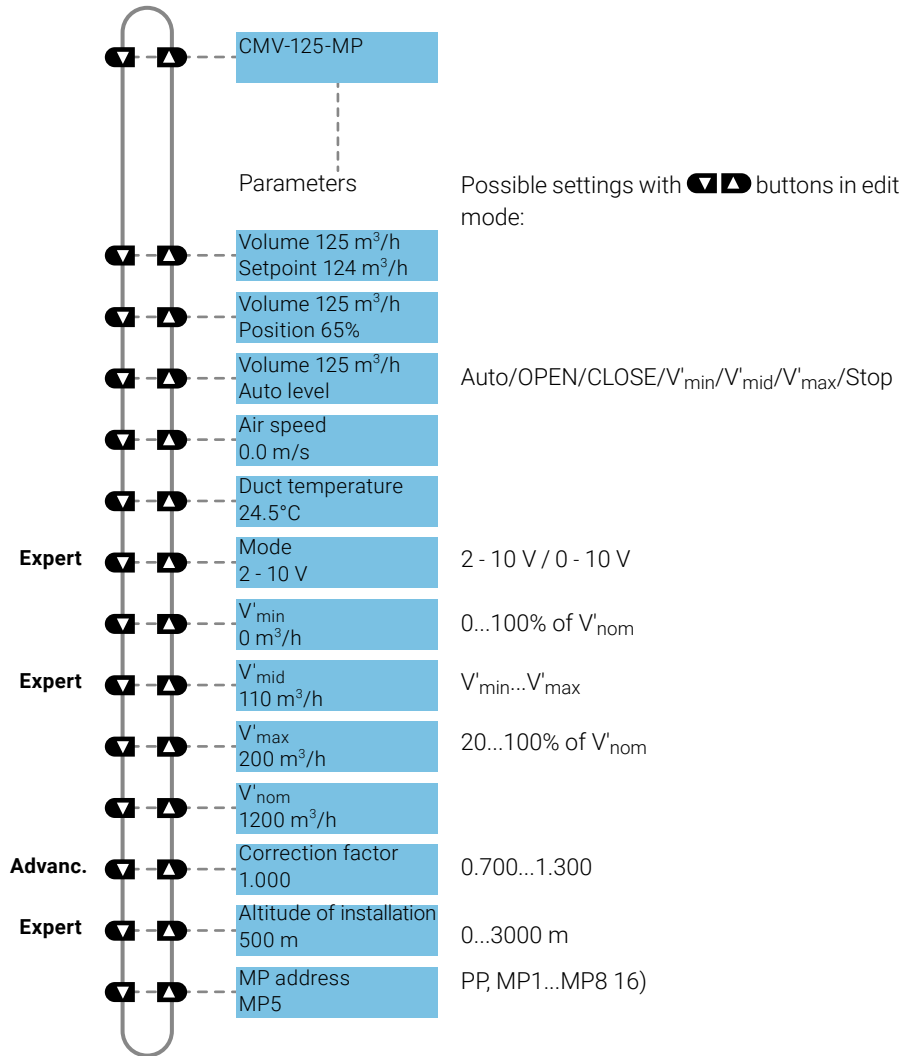 CMV-125-MP
Parameters
Possible settings with ▼ ▲ buttons in edit
mode:
Volume 125 m³/h
Setpoint 124 m³/h
Volume 125 m³/h
Position 65%
Volume 125 m³/h
Auto level
Auto/OPEN/CLOSE/V'min/V'mid/V'max/Stop
Air speed
0.0 m/s
Duct temperature
24.5°C
Expert
Mode
2 - 10 V
2 - 10 V / 0 - 10 V
V'min
0 m³/h
0...100% of V'nom
Expert
V'mid
110 m³/h
V'min...V'max
V'max
200 m³/h
20...100% of V'nom
V'nom
1200 m³/h
Advanc.
Correction factor
1.000
0.700...1.300
Expert
Altitude of installation
500 m
0...3000 m
MP address
MP5
PP, MP1...MP8 16)